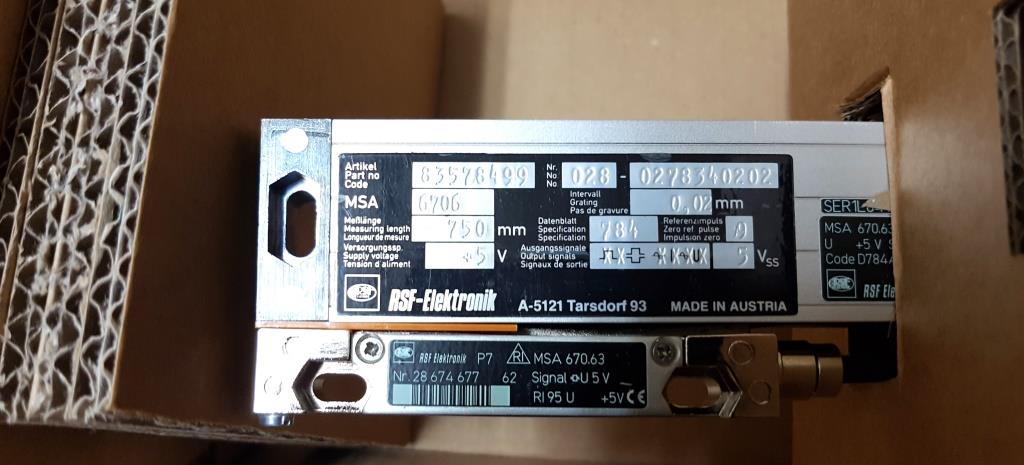 Artikel
Part no
Code
83578499
Nr.
No.
No.
028 - 0278340202
MSA
6706
Intervall
Grating
Pas de gravure
0,02 mm
Meßlänge
Measuring length
Longueur de mesure
750 mm
Datenblatt
Specification
Specification
784
Referenzimpuls
Zero ref pulse
Impulsion zero
Versorgungssp.
Supply voltage
Tension d aliment
5 V
Ausgangssignale
Output signals
Signaux de sortie
5 Vss
RSF-Elektronik
A-5121 Tarsdorf 93
MADE IN AUSTRIA
MSA 670.63
U +5 V
Code D784
RSF
RSF Elektronik P7 RI MSA 670.63
Nr. 28 674 677 62 Signal U 5 V
RI 95 U +5V CE